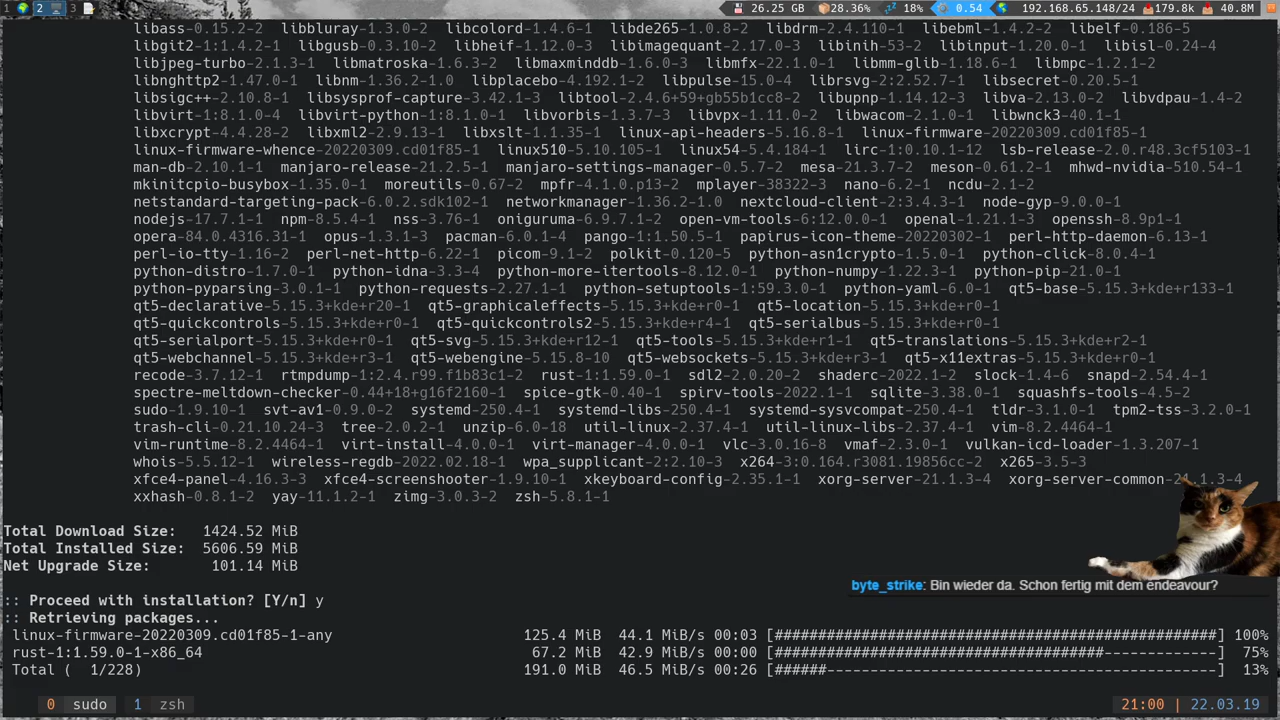 1 2 3 26.25 GB 28.36% 18% 0.54 192.168.65.148/24 179.8k 40.8M
libass-0.15.2-2 libbluray-1.3.0-2 libcolord-1.4.6-1 libde265-1.0.8-2 libdrm-2.4.110-1 libebml-1.4.2-2 libelf-0.186-5
libgit2-1:1.4.2-1 libgusb-0.3.10-2 libheif-1.12.0-3 libimagequant-2.17.0-3 libinih-53-2 libinput-1.20.0-1 libisl-0.24-4
libjpeg-turbo-2.1.3-1 libmatroska-1.6.3-2 libmaxminddb-1.6.0-3 libmfx-22.1.0-1 libmm-glib-1.18.6-1 libmpc-1.2.1-2
libnghttp2-1.47.0-1 libnm-1.36.2-1.0 libplacebo-4.192.1-2 libpulse-15.0-4 librsvg-2:2.52.7-1 libsecret-0.20.5-1
libsigc++-2.10.8-1 libsysprof-capture-3.42.1-3 libtool-2.4.6+59+gb55b1cc8-2 libupnp-1.14.12-3 libva-2.13.0-2 libvdpau-1.4-2
libvirt-1:8.1.0-4 libvirt-python-1:8.1.0-1 libvorbis-1.3.7-3 libvpx-1.11.0-2 libwacom-2.1.0-1 libwnck3-40.1-1
libxcrypt-4.4.28-2 libxml2-2.9.13-1 libxslt-1.1.35-1 linux-api-headers-5.16.8-1 linux-firmware-20220309.cd01f85-1
linux-firmware-whence-20220309.cd01f85-1 linux510-5.10.105-1 linux54-5.4.184-1 lirc-1:0.10.1-12 lsb-release-2.0.r48.3cf5103-1
man-db-2.10.1-1 manjaro-release-21.2.5-1 manjaro-settings-manager-0.5.7-2 mesa-21.3.7-2 meson-0.61.2-1 mhwd-nvidia-510.54-1
mkinitcpio-busybox-1.35.0-1 moreutils-0.67-2 mpfr-4.1.0.p13-2 mplayer-38322-3 nano-6.2-1 ncdu-2.1-2
netstandard-targeting-pack-6.0.2.sdk102-1 networkmanager-1.36.2-1.0 nextcloud-client-2:3.4.3-1 node-gyp-9.0.0-1
nodejs-17.7.1-1 npm-8.5.4-1 nss-3.76-1 oniguruma-6.9.7.1-2 open-vm-tools-6:12.0.0-1 openal-1.21.1-3 openssh-8.9p1-1
opera-84.0.4316.31-1 opus-1.3.1-3 pacman-6.0.1-4 pango-1:1.50.5-1 papirus-icon-theme-20220302-1 perl-http-daemon-6.13-1
perl-io-tty-1.16-2 perl-net-http-6.22-1 picom-9.1-2 polkit-0.120-5 python-asn1crypto-1.5.0-1 python-click-8.0.4-1
python-distro-1.7.0-1 python-idna-3.3-4 python-more-itertools-8.12.0-1 python-numpy-1.22.3-1 python-pip-21.0-1
python-pyparsing-3.0.1-1 python-requests-2.27.1-1 python-setuptools-1:59.3.0-1 python-yaml-6.0-1 qt5-base-5.15.3+kde+r133-1
qt5-declarative-5.15.3+kde+r20-1 qt5-graphicaleffects-5.15.3+kde+r0-1 qt5-location-5.15.3+kde+r0-1
qt5-quickcontrols-5.15.3+kde+r0-1 qt5-quickcontrols2-5.15.3+kde+r4-1 qt5-serialbus-5.15.3+kde+r0-1
qt5-serialport-5.15.3+kde+r0-1 qt5-svg-5.15.3+kde+r12-1 qt5-tools-5.15.3+kde+r1-1 qt5-translations-5.15.3+kde+r2-1
qt5-webchannel-5.15.3+kde+r3-1 qt5-webengine-5.15.8-10 qt5-websockets-5.15.3+kde+r3-1 qt5-x11extras-5.15.3+kde+r0-1
recode-3.7.12-1 rtmpdump-1:2.4.r99.f1b83c1-2 rust-1:1.59.0-1 sdl2-2.0.20-2 shaderc-2022.1-2 slock-1.4-6 snapd-2.54.4-1
spectre-meltdown-checker-0.44+18+g16f2160-1 spice-gtk-0.40-1 spirv-tools-2022.1-1 sqlite-3.38.0-1 squashfs-tools-4.5-2
sudo-1.9.10-1 svt-av1-0.9.0-2 systemd-250.4-1 systemd-libs-250.4-1 systemd-sysvcompat-250.4-1 tldr-3.1.0-1 tpm2-tss-3.2.0-1
trash-cli-0.21.10.24-3 tree-2.0.2-1 unzip-6.0-18 util-linux-2.37.4-1 util-linux-libs-2.37.4-1 vim-8.2.4464-1
vim-runtime-8.2.4464-1 virt-install-4.0.0-1 virt-manager-4.0.0-1 vlc-3.0.16-8 vmaf-2.3.0-1 vulkan-icd-loader-1.3.207-1
whois-5.5.12-1 wireless-regdb-2022.02.18-1 wpa_supplicant-2:2.10-3 x264-3:0.164.r3081.19856cc-2 x265-3.5-3
xfce4-panel-4.16.3-3 xfce4-screenshooter-1.9.10-1 xkeyboard-config-2.35.1-1 xorg-server-21.1.3-4 xorg-server-common-21.1.3-4
xxhash-0.8.1-2 yay-11.1.2-1 zimg-3.0.3-2 zsh-5.8.1-1
Total Download Size: 1424.52 MiB
Total Installed Size: 5606.59 MiB
Net Upgrade Size: 101.14 MiB
byte_strike: Bin wieder da. Schon fertig mit dem endeavour?
:: Proceed with installation? [Y/n] y
:: Retrieving packages...
linux-firmware-20220309.cd01f85-1-any 125.4 MiB 44.1 MiB/s 00:03 [###################################################] 100%
rust-1:1.59.0-1-x86_64 67.2 MiB 42.9 MiB/s 00:00 [######################################-------------] 75%
Total ( 1/228) 191.0 MiB 46.5 MiB/s 00:26 [######---------------------------------------------] 13%
0 sudo 1 zsh 21:00 | 22.03.19